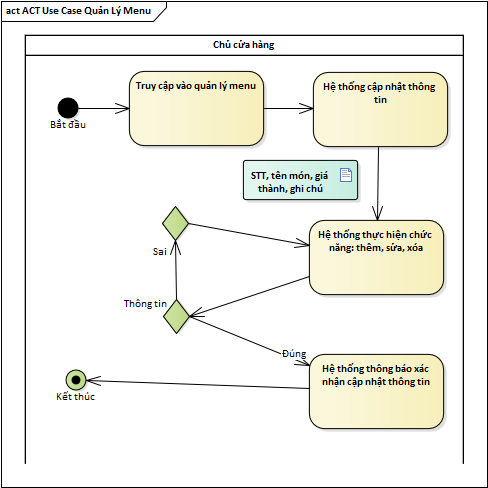 act ACT Use Case Quản Lý Menu
Chủ cửa hàng
Truy cập vào quản lý menu
Hệ thống cập nhật thông
tin
Bắt đầu
STT, tên món, giá
thành, ghi chú
Hệ thống thực hiện chức
năng: thêm, sửa, xóa
Sai
Thông tin
Đúng
Hệ thống thông báo xác
nhận cập nhật thông tin
Kết thúc